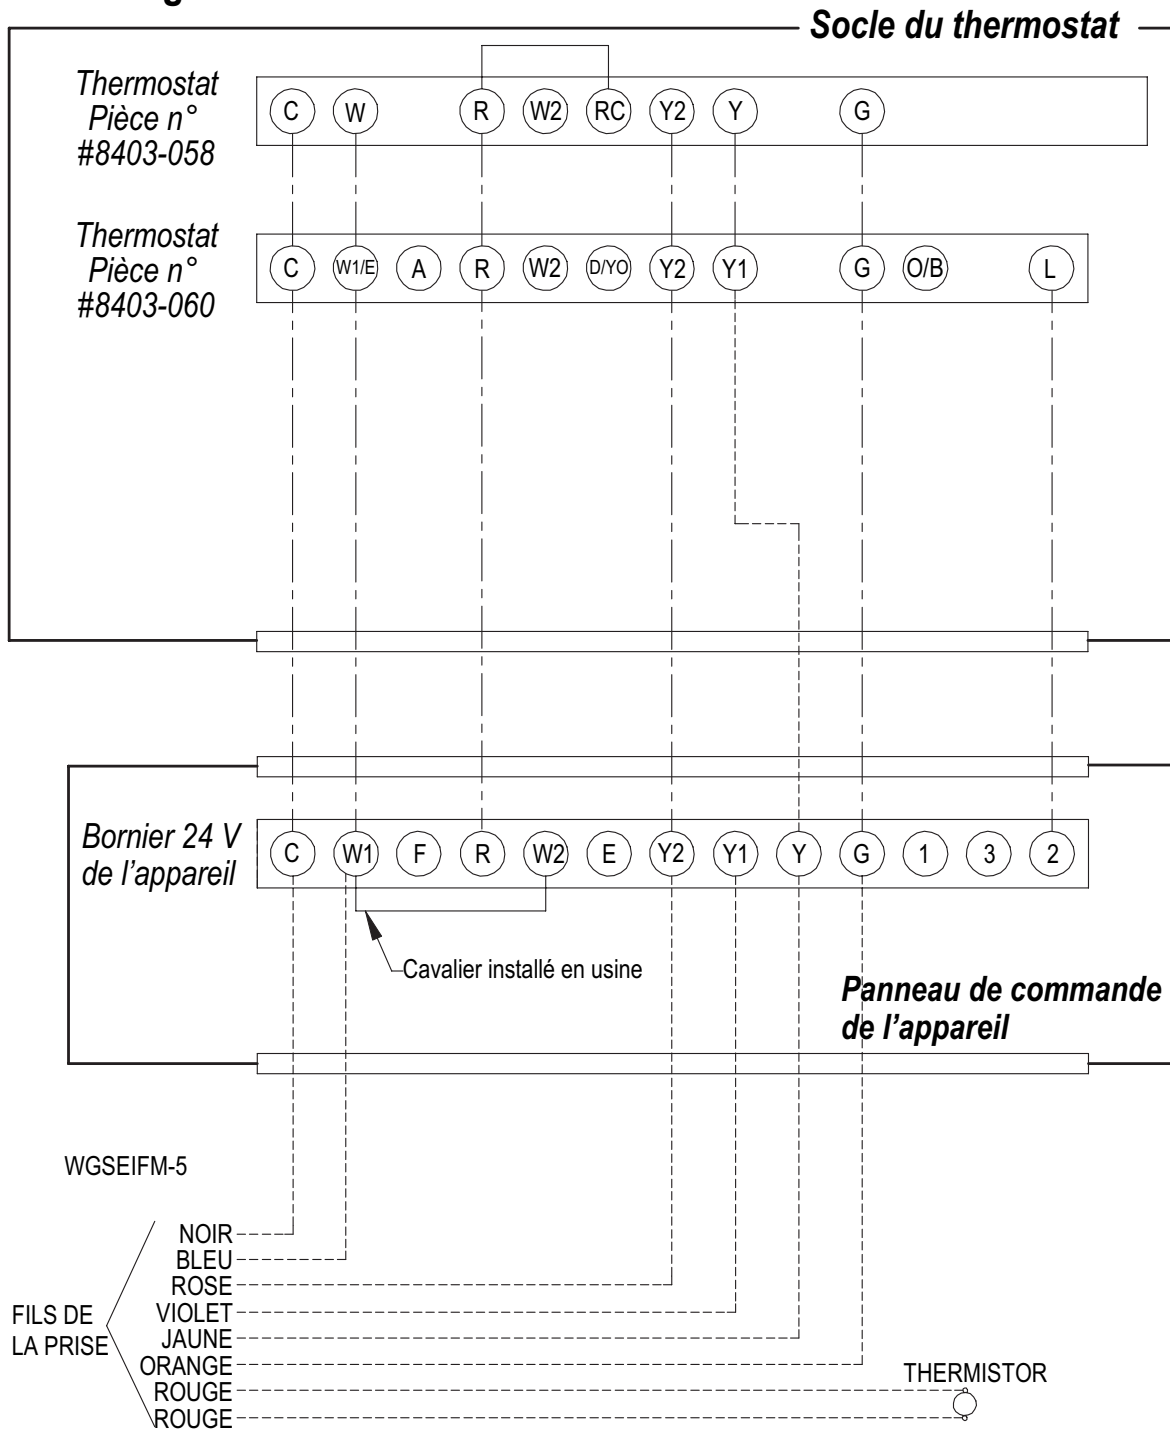 Socle du thermostat
Thermostat
Pièce n°
#8403-058
C W R W2 RC Y2 Y G
Thermostat
Pièce n°
#8403-060
C W1/E A R W2 D/YO Y2 Y1 G O/B L
Bornier 24 V
de l’appareil
C W1 F R W2 E Y2 Y1 Y G 1 3 2
Cavalier installé en usine
Panneau de commande
de l’appareil
WGSEIFM-5
FILS DE
LA PRISE
NOIR
BLEU
ROSE
VIOLET
JAUNE
ORANGE
ROUGE
ROUGE
THERMISTOR